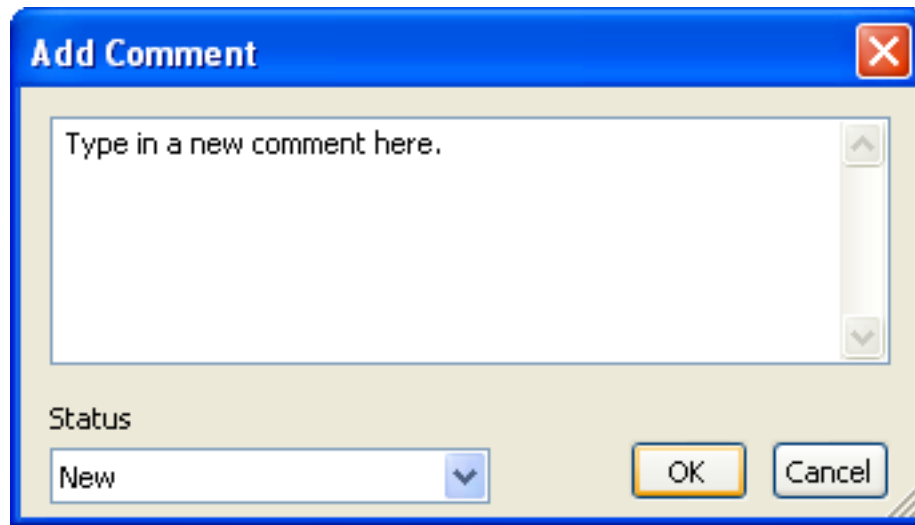 Add Comment
Type in a new comment here.
Status
New
OK
Cancel